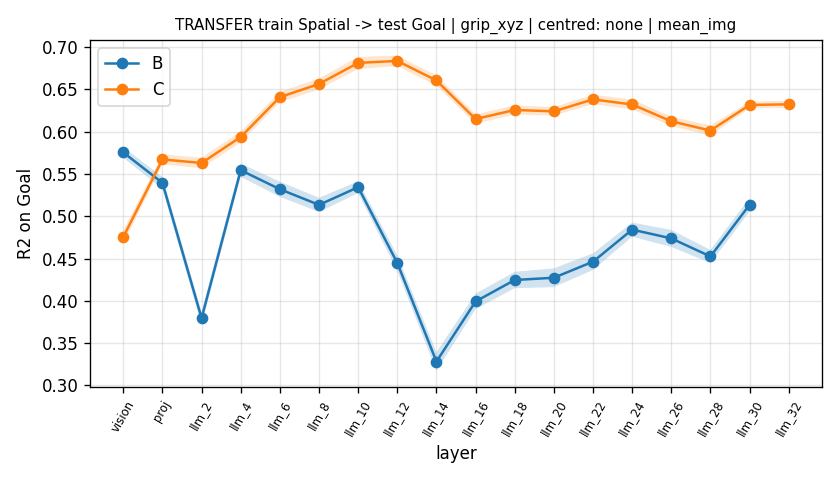 TRANSFER train Spatial -> test Goal | grip_xyz | centred: none | mean_img
B
C
R2 on Goal
0.70
0.65
0.60
0.55
0.50
0.45
0.40
0.35
0.30
vision
proj
llm_2
llm_4
llm_6
llm_8
llm_10
llm_12
llm_14
llm_16
llm_18
llm_20
llm_22
llm_24
llm_26
llm_28
llm_30
llm_32
layer